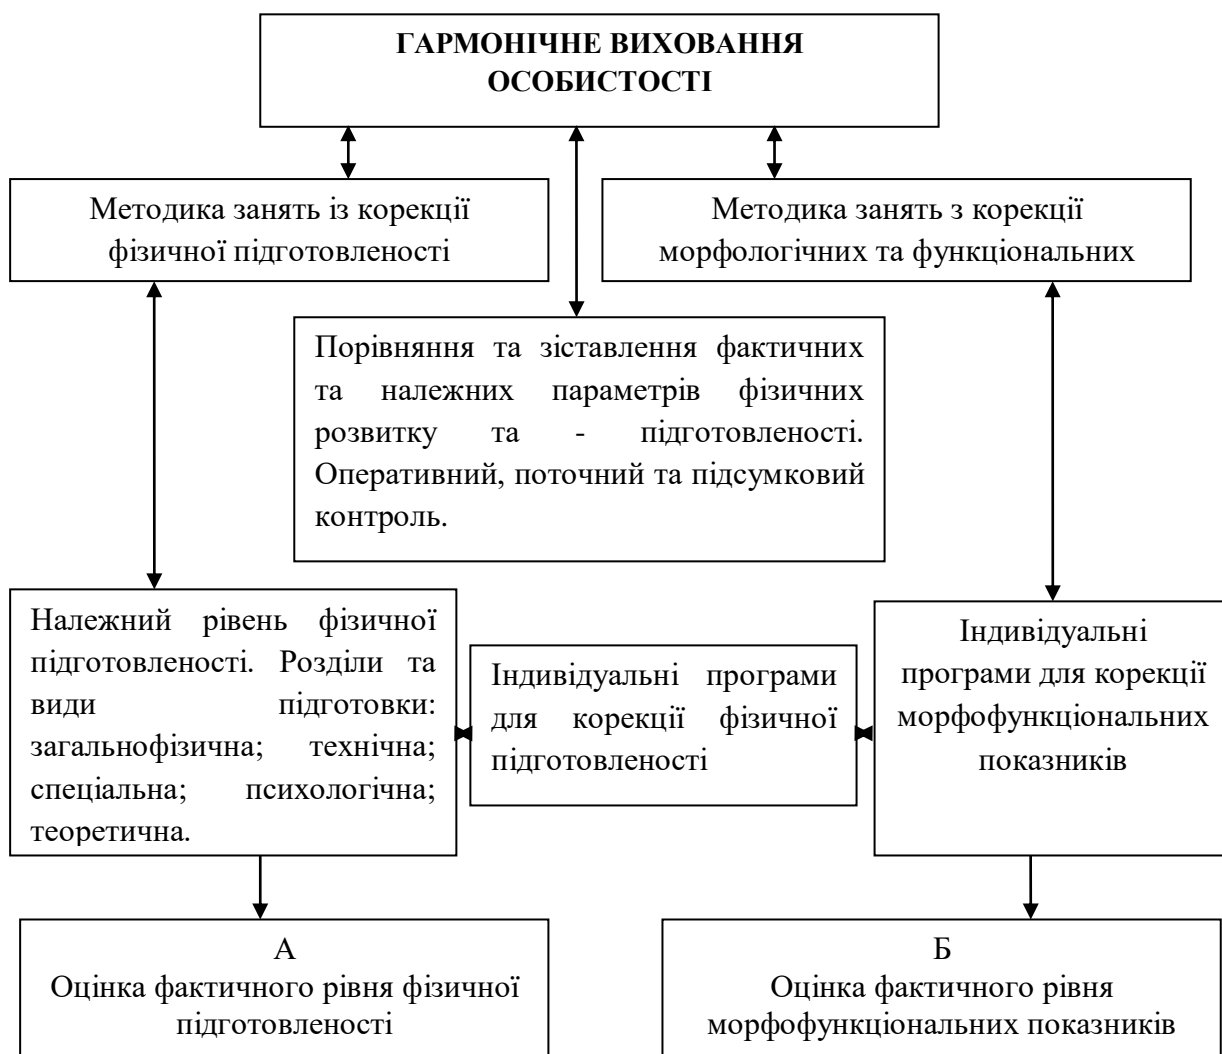 ГАРМОНІЧНЕ ВИХОВАННЯ
ОСОБИСТОСТІ
Методика занять із корекції
фізичної підготовленості
Методика занять з корекції
морфологічних та функціональних
Порівняння та зіставлення фактичних
та належних параметрів фізичних
розвитку та - підготовленості.
Оперативний, поточний та підсумковий
контроль.
Належний рівень фізичної
підготовленості. Розділи та
види підготовки:
загальнофізична; технічна;
спеціальна; психологічна;
теоретична.
Індивідуальні програми
для корекції фізичної
підготовленості
Індивідуальні
програми для корекції
морфофункціональних
показників
А
Оцінка фактичного рівня фізичної
підготовленості
Б
Оцінка фактичного рівня
морфофункціональних показників